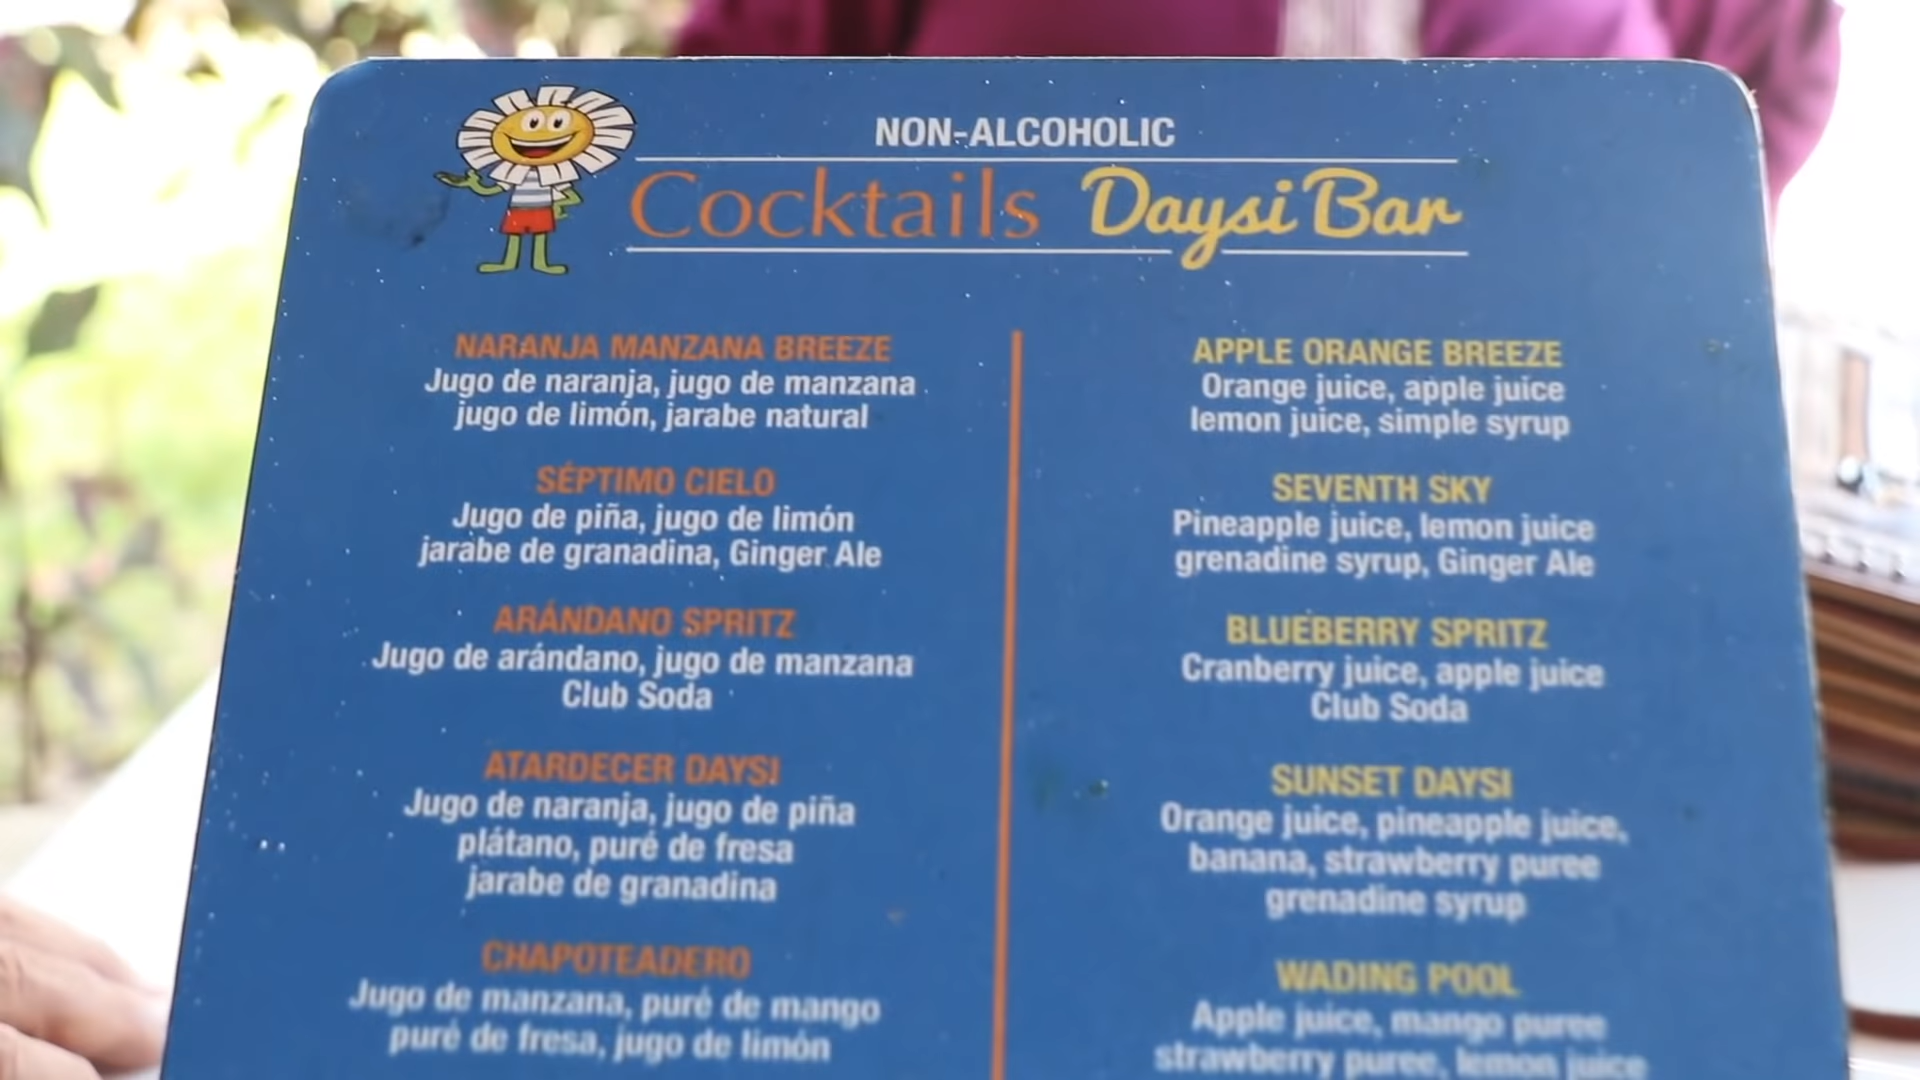 NON-ALCOHOLIC
Cocktails Daysi Bar
NARANJA MANZANA BREEZE
Jugo de naranja, jugo de manzana
jugo de limón, jarabe natural
SÉPTIMO CIELO
Jugo de piña, jugo de limón
jarabe de granadina, Ginger Ale
ARÁNDANO SPRITZ
Jugo de arándano, jugo de manzana
Club Soda
ATARDECER DAYSI
Jugo de naranja, jugo de piña
plátano, puré de fresa
jarabe de granadina
CHAPOTEADERO
Jugo de manzana, puré de mango
puré de fresa, jugo de limón
APPLE ORANGE BREEZE
Orange juice, apple juice
lemon juice, simple syrup
SEVENTH SKY
Pineapple juice, lemon juice
grenadine syrup, Ginger Ale
BLUEBERRY SPRITZ
Cranberry juice, apple juice
Club Soda
SUNSET DAYSI
Orange juice, pineapple juice,
banana, strawberry puree
grenadine syrup
WADING POOL
Apple juice, mango puree
strawberry puree, lemon juice